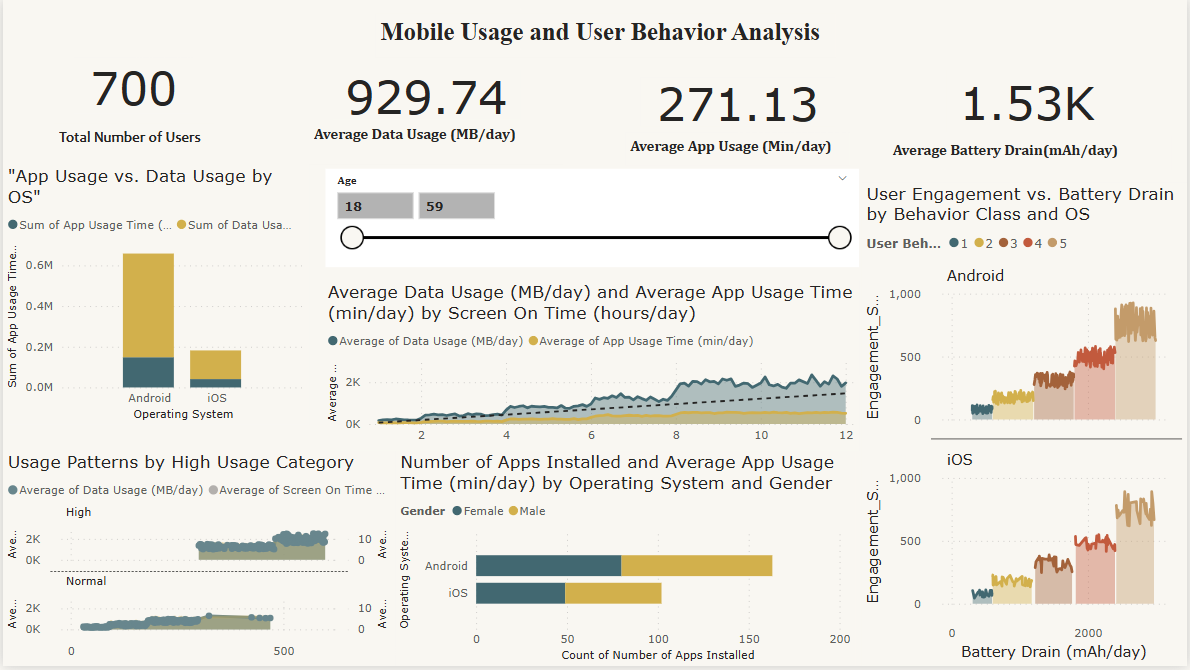 Mobile Usage and User Behavior Analysis
700
Total Number of Users
929.74
Average Data Usage (MB/day)
271.13
Average App Usage (Min/day)
1.53K
Average Battery Drain(mAh/day)
"App Usage vs. Data Usage by
OS"
Sum of App Usage Time (... Sum of Data Usa...
Sum of App Usage Time...
0.6M
0.4M
0.2M
0.0M
Android iOS
Operating System
Age
18 59
Average Data Usage (MB/day) and Average App Usage Time
(min/day) by Screen On Time (hours/day)
Average of Data Usage (MB/day) Average of App Usage Time (min/day)
Average ...
2K
0K
2 4 6 8 10 12
User Engagement vs. Battery Drain
by Behavior Class and OS
User Beh... 1 2 3 4 5
Android
Engagement_S...
1,000
500
0
iOS
Engagement_S...
1,000
500
0
0 2000
Battery Drain (mAh/day)
Usage Patterns by High Usage Category
Average of Data Usage (MB/day) Average of Screen On Time ...
High
Ave...
2K
0K
10
0
Ave...
Normal
Ave...
2K
0K
10
0
Ave...
0 500
Number of Apps Installed and Average App Usage
Time (min/day) by Operating System and Gender
Gender Female Male
Operating Syste...
Android
iOS
0 50 100 150 200
Count of Number of Apps Installed